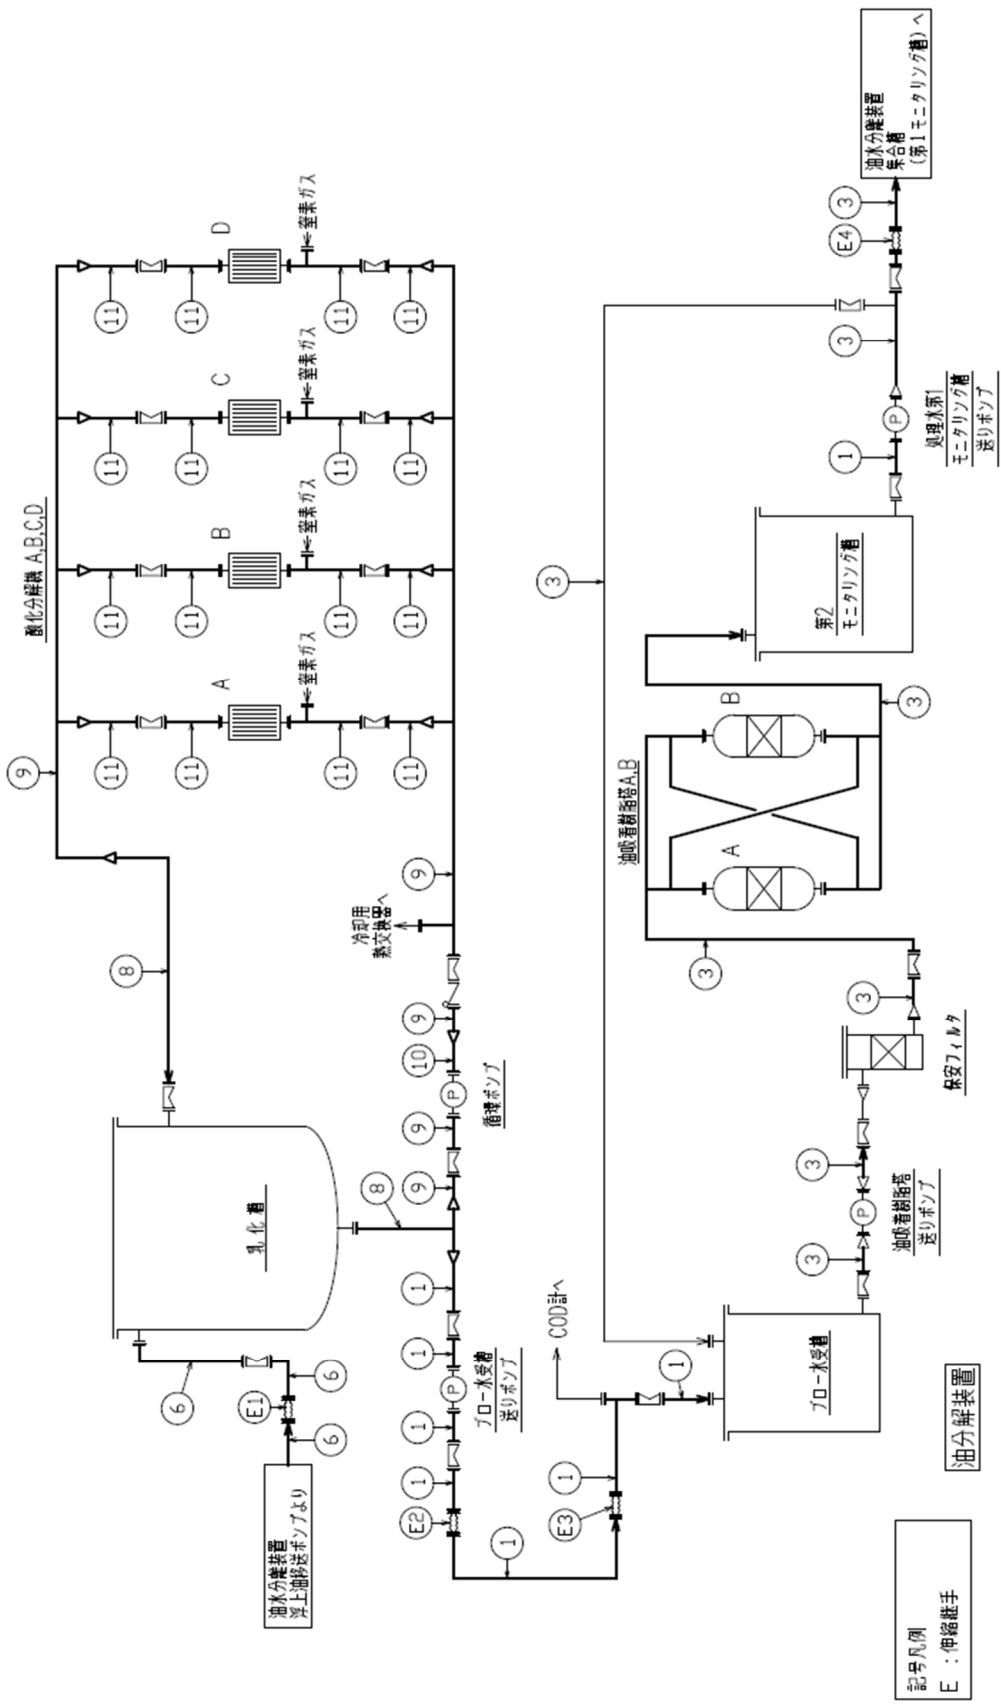 油水分離装置
浮上油移送ポンプより
6
E1
6
6
乳化槽
8
9
酸化分解機 A,B,C,D
11
11
A
窒素ガス
11
11
11
11
B
窒素ガス
11
11
11
11
C
窒素ガス
11
11
11
11
D
窒素ガス
11
11
8
1
1
P
ブロー水受槽
送りポンプ
1
1
E2
1
9
9
P
循環ポンプ
10
9
冷却用
熱交換器へ
9
E3
1
COD計へ
1
ブロー水受槽
3
3
P
油吸着樹脂塔
送りポンプ
3
保安フィルタ
3
3
油吸着樹脂塔A,B
A
B
3
第2
モニタリング槽
1
P
処理水第1
モニタリング槽
送りポンプ
3
E4
3
油水分離装置
集合槽
(第1モニタリング槽)へ
記号凡例
E : 伸縮継手
油分解装置